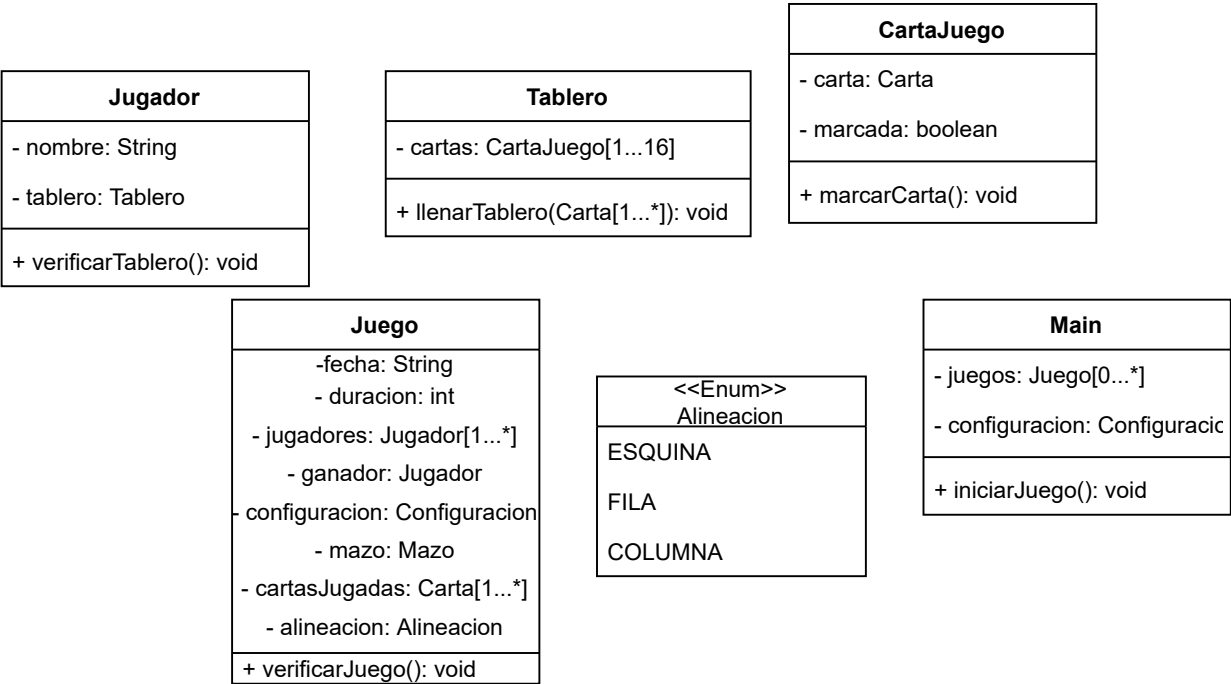 Jugador
- nombre: String
- tablero: Tablero
+ verificarTablero(): void
Tablero
- cartas: CartaJuego[1...16]
+ llenarTablero(Carta[1...*]): void
CartaJuego
- carta: Carta
- marcada: boolean
+ marcarCarta(): void
Juego
-fecha: String
- duracion: int
- jugadores: Jugador[1...*]
- ganador: Jugador
- configuracion: Configuracion
- mazo: Mazo
- cartasJugadas: Carta[1...*]
- alineacion: Alineacion
+ verificarJuego(): void
<<Enum>>
Alineacion
ESQUINA
FILA
COLUMNA
Main
- juegos: Juego[0...*]
- configuracion: Configuracic
+ iniciarJuego(): void